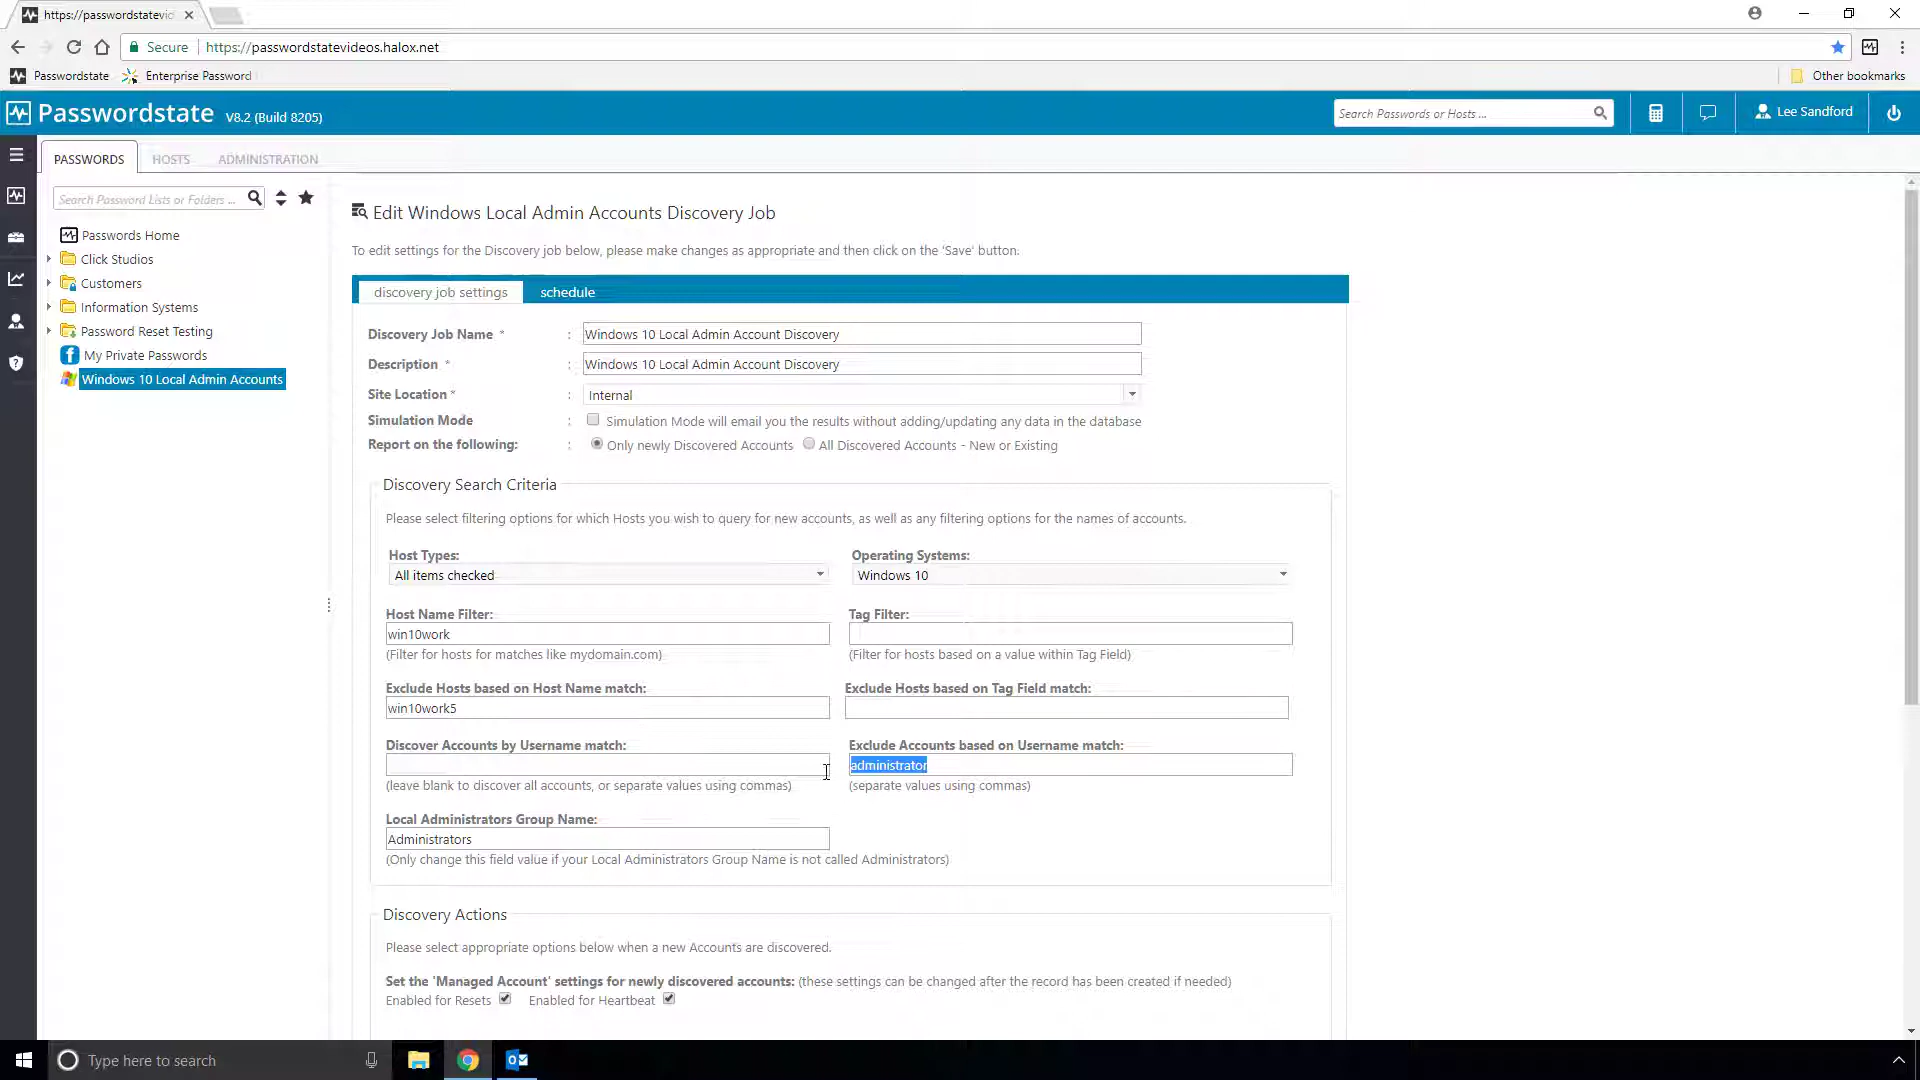 https://passwordstatevic
Secure https://passwordstatevideos.halox.net
Passwordstate Enterprise Password Other bookmarks
Passwordstate V8.2 (Build 8205) Search Passwords or Hosts ... Lee Sandford
PASSWORDS HOSTS ADMINISTRATION
Search Password Lists or Folders ...
Passwords Home
Click Studios
Customers
Information Systems
Password Reset Testing
My Private Passwords
Windows 10 Local Admin Accounts
Edit Windows Local Admin Accounts Discovery Job
To edit settings for the Discovery job below, please make changes as appropriate and then click on the 'Save' button:
discovery job settings schedule
Discovery Job Name * : Windows 10 Local Admin Account Discovery
Description * : Windows 10 Local Admin Account Discovery
Site Location * : Internal
Simulation Mode : Simulation Mode will email you the results without adding/updating any data in the database
Report on the following: : Only newly Discovered Accounts All Discovered Accounts - New or Existing
Discovery Search Criteria
Please select filtering options for which Hosts you wish to query for new accounts, as well as any filtering options for the names of accounts.
Host Types: Operating Systems:
All items checked Windows 10
Host Name Filter: Tag Filter:
win10work
(Filter for hosts for matches like mydomain.com) (Filter for hosts based on a value within Tag Field)
Exclude Hosts based on Host Name match: Exclude Hosts based on Tag Field match:
win10work5
Discover Accounts by Username match: Exclude Accounts based on Username match:
administrator
(leave blank to discover all accounts, or separate values using commas) (separate values using commas)
Local Administrators Group Name:
Administrators
(Only change this field value if your Local Administrators Group Name is not called Administrators)
Discovery Actions
Please select appropriate options below when a new Accounts are discovered.
Set the 'Managed Account' settings for newly discovered accounts: (these settings can be changed after the record has been created if needed)
Enabled for Resets Enabled for Heartbeat
Type here to search